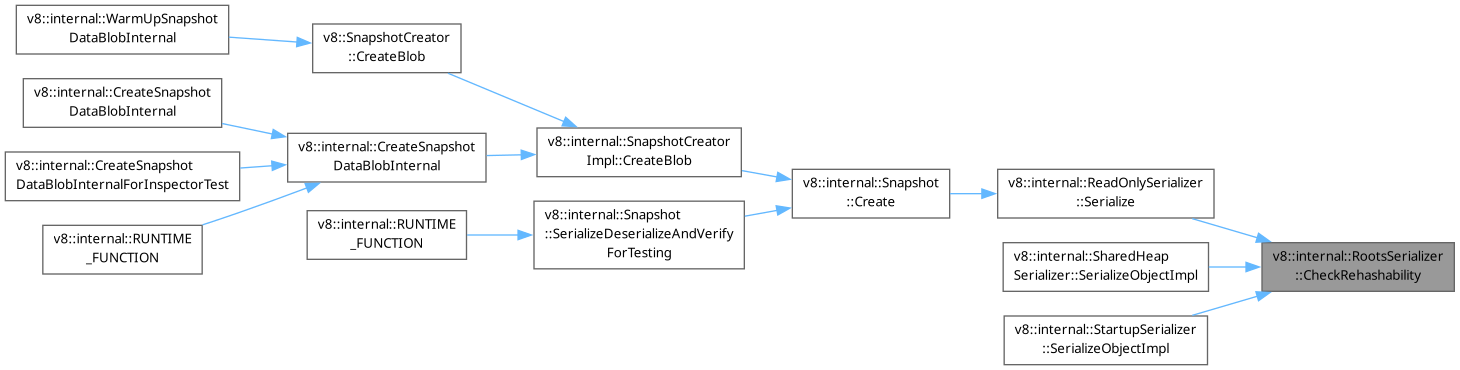 v8::internal::WarmUpSnapshot
DataBlobInternal
v8::SnapshotCreator
::CreateBlob
v8::internal::CreateSnapshot
DataBlobInternal
v8::internal::CreateSnapshot
DataBlobInternal
v8::internal::SnapshotCreator
Impl::CreateBlob
v8::internal::CreateSnapshot
DataBlobInternalForInspectorTest
v8::internal::Snapshot
::Create
v8::internal::ReadOnlySerializer
::Serialize
v8::internal::RUNTIME
_FUNCTION
v8::internal::RUNTIME
_FUNCTION
v8::internal::Snapshot
::SerializeDeserializeAndVerify
ForTesting
v8::internal::SharedHeap
Serializer::SerializeObjectImpl
v8::internal::RootsSerializer
::CheckRehashability
v8::internal::StartupSerializer
::SerializeObjectImpl